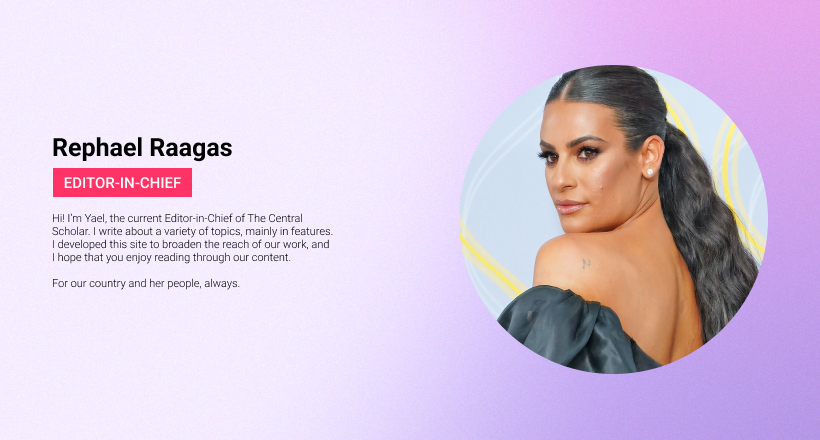 Rephael Raagas
EDITOR-IN-CHIEF
Hi! I'm Yael, the current Editor-in-Chief of The Central
Scholar. I write about a variety of topics, mainly in features.
I developed this site to broaden the reach of our work, and
I hope that you enjoy reading through our content.
For our country and her people, always.